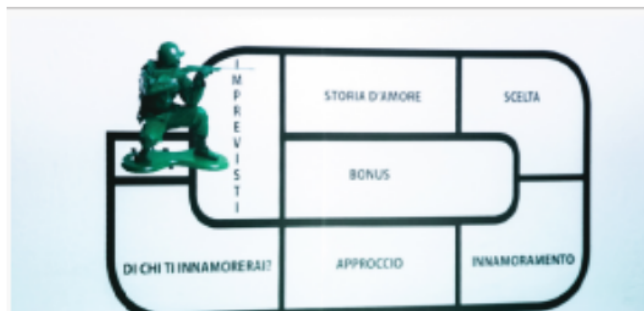 IMPREVISTI
STORIA D'AMORE
SCELTA
BONUS
DI CHI TI INNAMORERAI?
APPROCCIO
INNAMORAMENTO